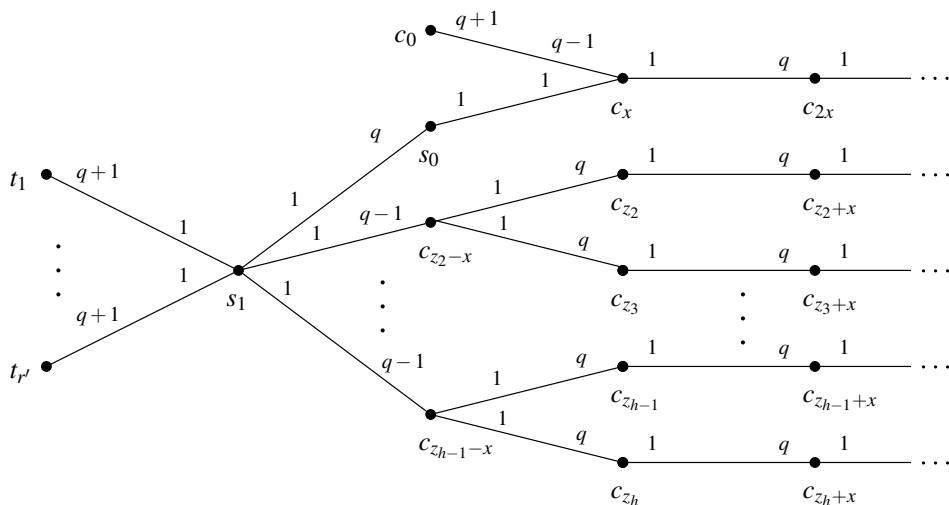 c_0 q+1 q−1
1 q 1 ⋯
c_x c_{2x}
q 1 1
s_0
t_1 q+1 1 q−1 1 q 1 q 1 ⋯
1 1 c_{z_2−x} 1 c_{z_2} c_{z_2+x}
1 q 1 q 1 ⋯
q+1 s_1 1 c_{z_3} c_{z_3+x}
t_{r′} q−1 1 q 1 q 1 ⋯
c_{z_{h−1}−x} 1 c_{z_{h−1}} c_{z_{h−1}+x}
q 1 q 1 ⋯
c_{z_h} c_{z_h+x}